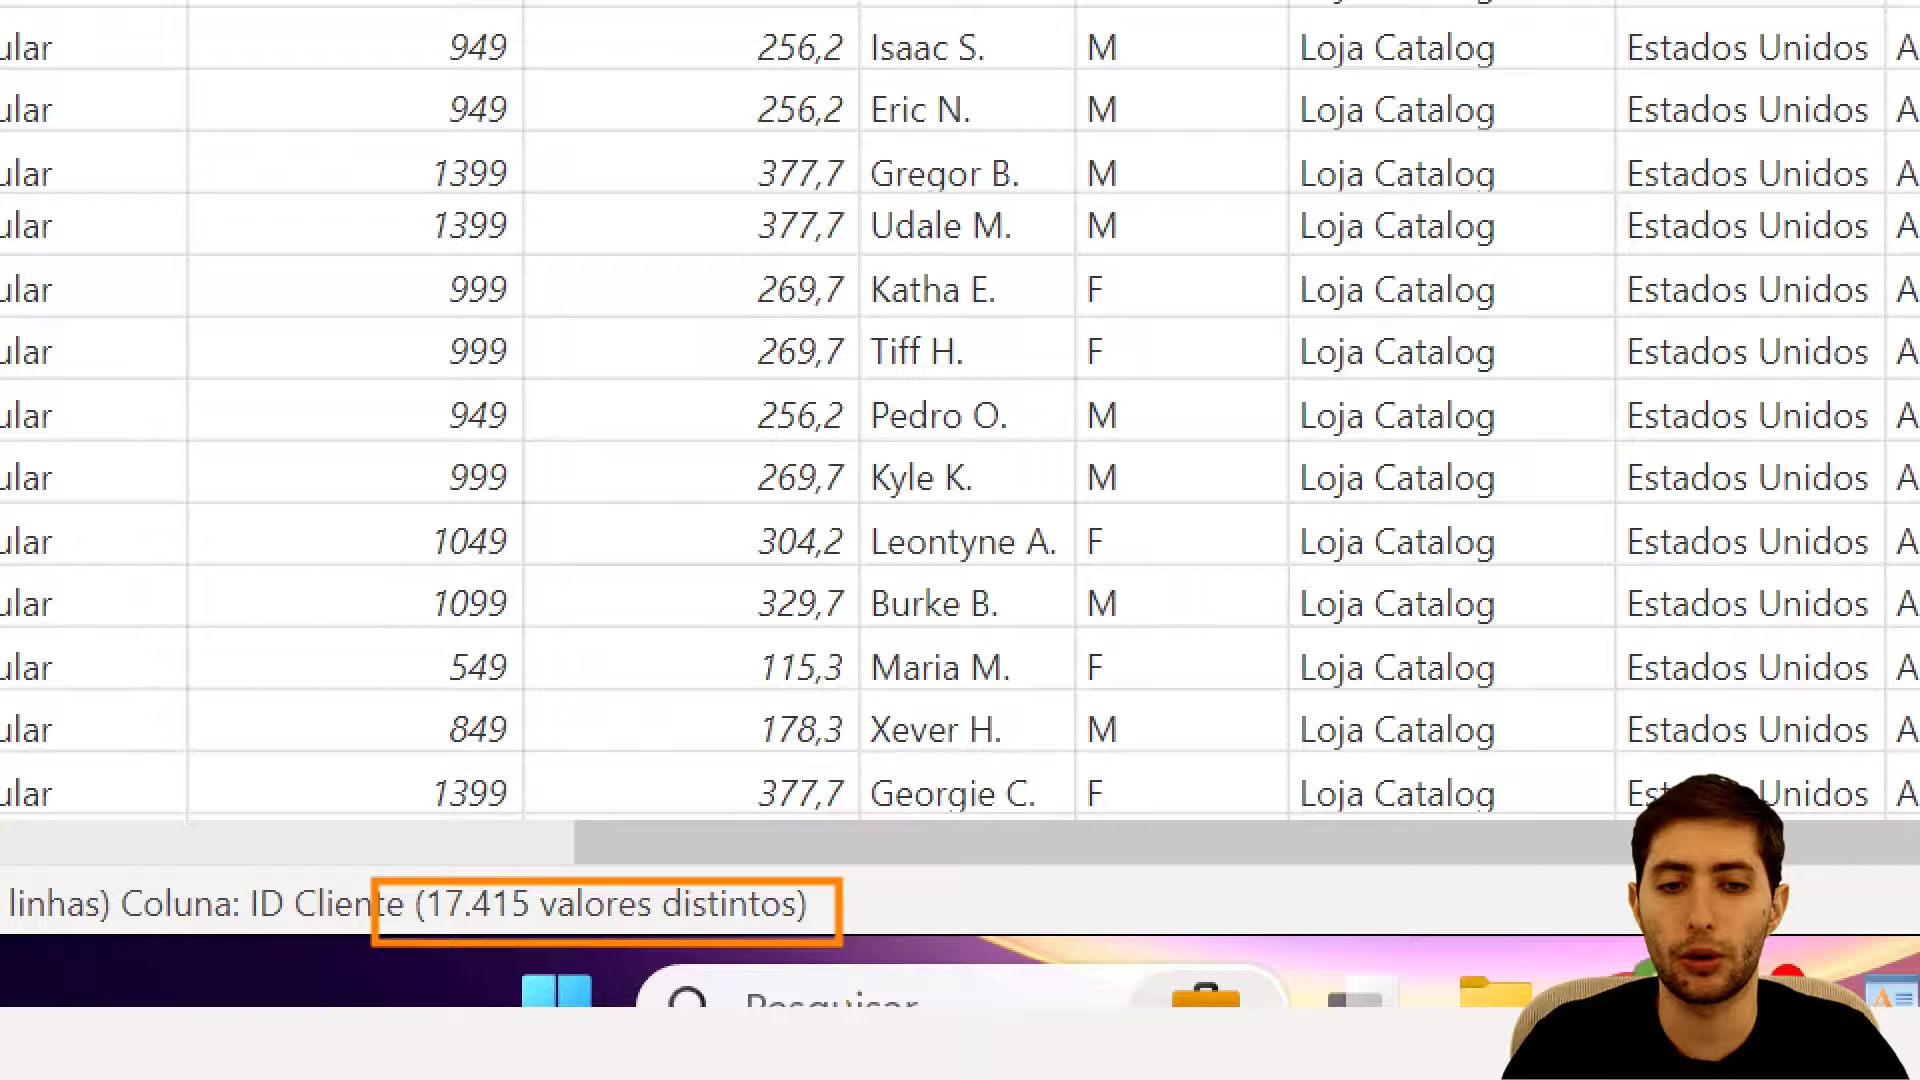 ular 949 256,2 Isaac S. M Loja Catalog Estados Unidos A
ular 949 256,2 Eric N. M Loja Catalog Estados Unidos A
ular 1399 377,7 Gregor B. M Loja Catalog Estados Unidos A
ular 1399 377,7 Udale M. M Loja Catalog Estados Unidos A
ular 999 269,7 Katha E. F Loja Catalog Estados Unidos A
ular 999 269,7 Tiff H. F Loja Catalog Estados Unidos A
ular 949 256,2 Pedro O. M Loja Catalog Estados Unidos A
ular 999 269,7 Kyle K. M Loja Catalog Estados Unidos A
ular 1049 304,2 Leontyne A. F Loja Catalog Estados Unidos A
ular 1099 329,7 Burke B. M Loja Catalog Estados Unidos A
ular 549 115,3 Maria M. F Loja Catalog Estados Unidos A
ular 849 178,3 Xever H. M Loja Catalog Estados Unidos A
ular 1399 377,7 Georgie C. F Loja Catalog Estados Unidos A
linhas) Coluna: ID Cliente (17.415 valores distintos)
Pesquisar